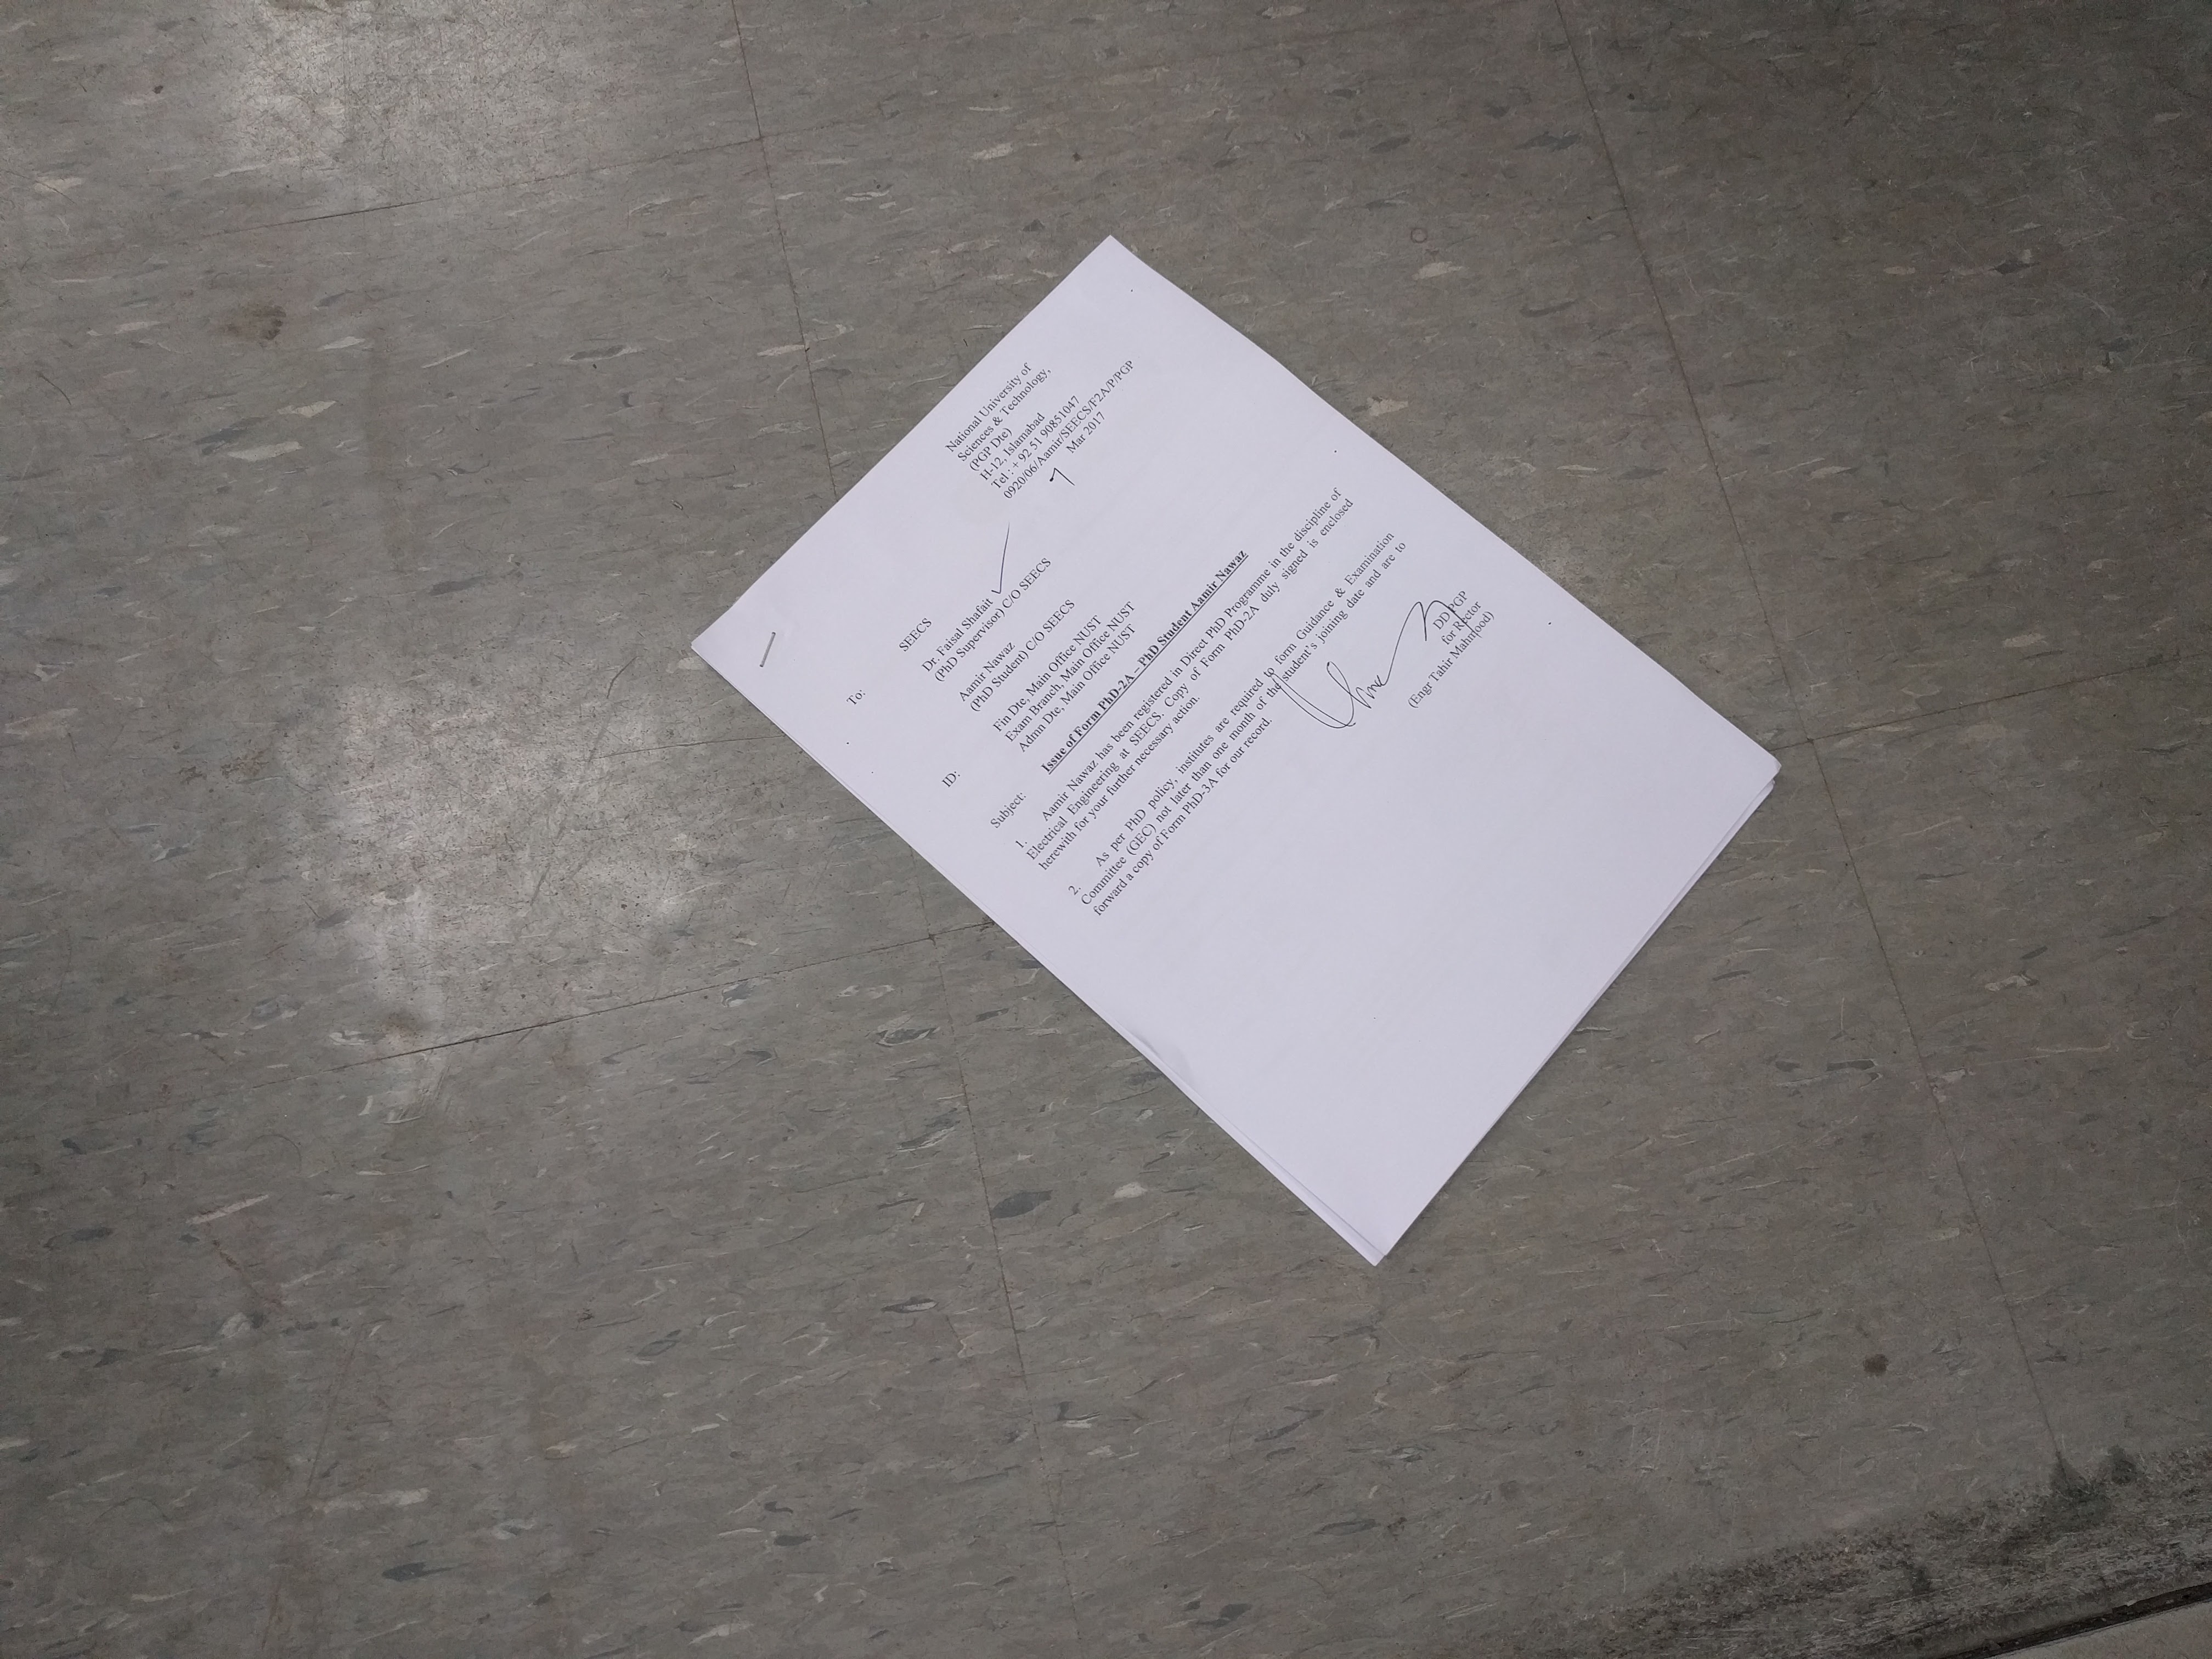 National University of
Sciences & Technology,
(PGP Dte)
H-12, Islamabad
Tel : + 92 51 90851047
0920/06/Aamir/SEECS/F2A/P/PGP
7 Mar 2017
To: SEECS
Dr. Faisal Shafait
(PhD Supervisor) C/O SEECS
Aamir Nawaz
(PhD Student) C/O SEECS
ID: Fin Dte, Main Office NUST
Exam Branch, Main Office NUST
Admn Dte, Main Office NUST
Subject: Issue of Form PhD-2A – PhD Student Aamir Nawaz
1. Aamir Nawaz has been registered in Direct PhD Programme in the discipline of
Electrical Engineering at SEECS. Copy of Form PhD-2A duly signed is enclosed
herewith for your further necessary action.
2. As per PhD policy, institutes are required to form Guidance & Examination
Committee (GEC) not later than one month of the student's joining date and are to
forward a copy of Form PhD-3A for our record.
DD PGP
for Rector
(Engr Tahir Mahmood)